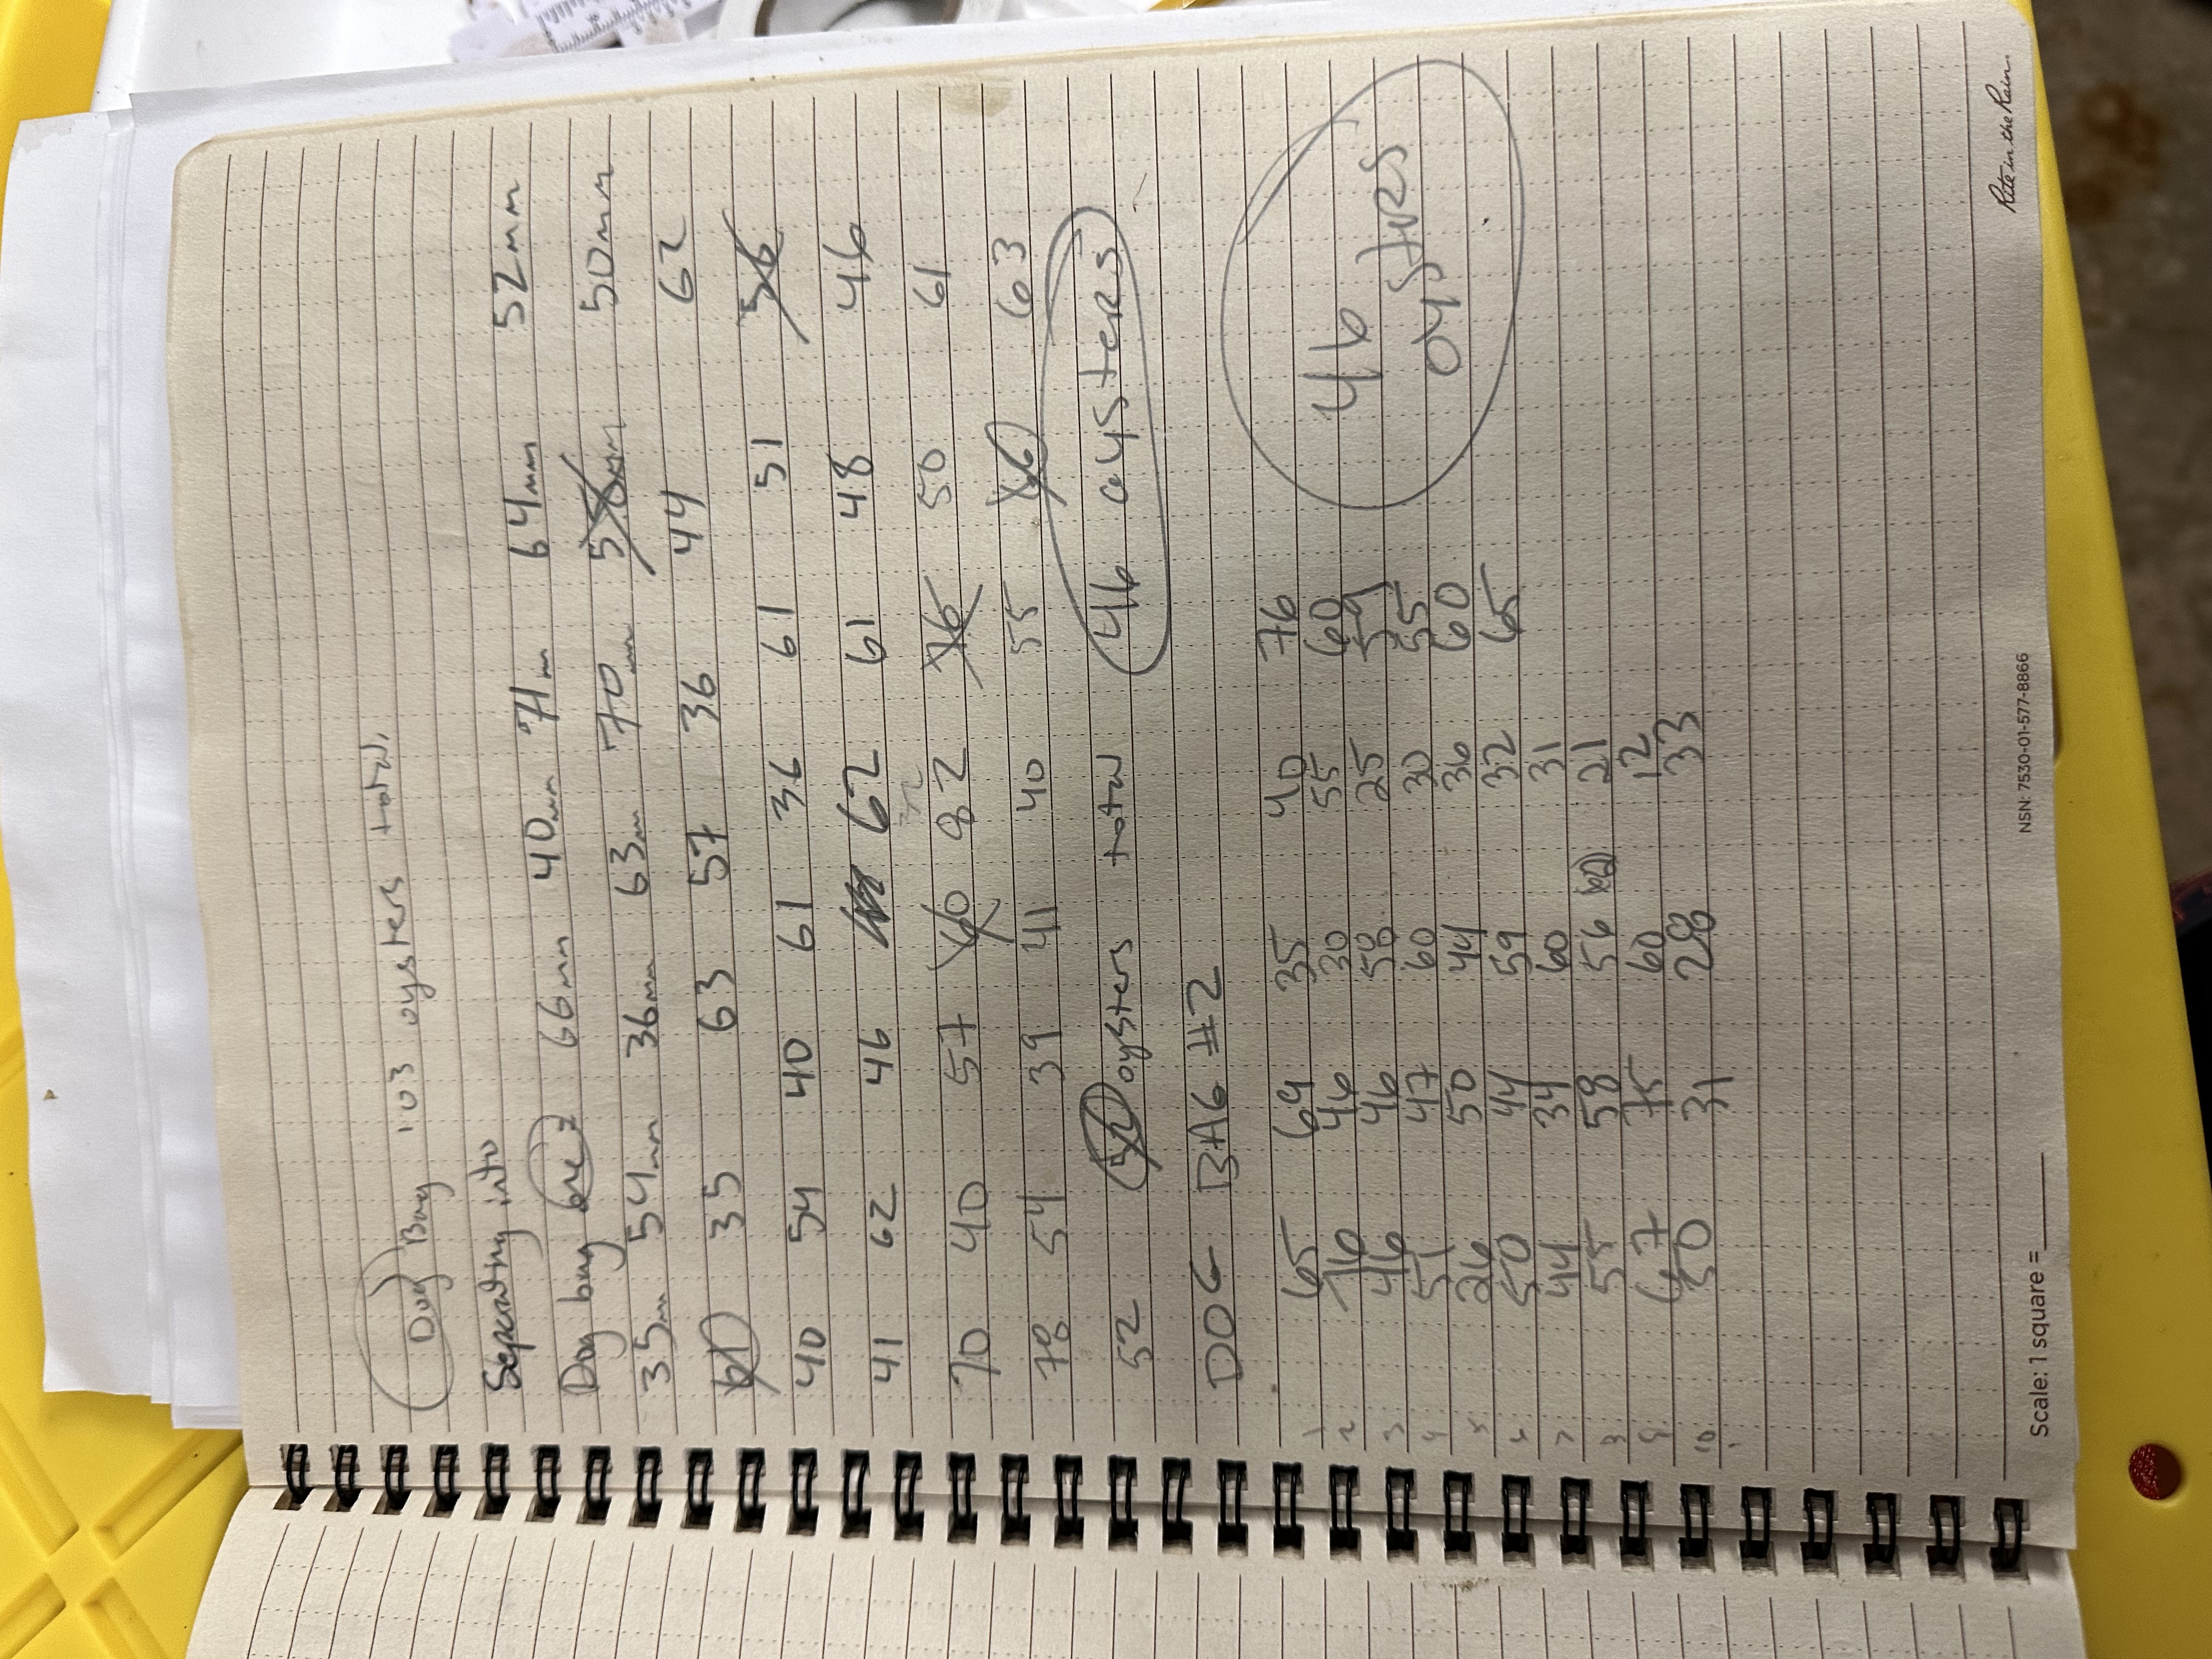 Dog Bag 103 oysters total.
Separating into
Dog bag one = 66mm 40mm 71m 64mm 52mm
35m 54mm 36mm 63m 70mm 58mm 50mm
61 35 63 57 36 44 62
40 54 40 61 36 61 51 56
41 62 46 62 61 48 46
32
70 40 57 60 82 76 50 61
78 54 39 41 40 55 66 63
52 52 oysters total 46 oysters
DOG BAG #2
1 65 69 35 40 76
2 76 46 30 55 60
3 46 46 58 25 59
4 51 47 60 30 55
5 26 50 44 36 60
6 50 44 59 32 65
7 44 34 60 31
8 55 58 56 21
9 67 75 60 12
10 50 31 28 33
46
oysters
Scale: 1 square =______
NSN: 7530-01-577-8866
Rite in the Rain.